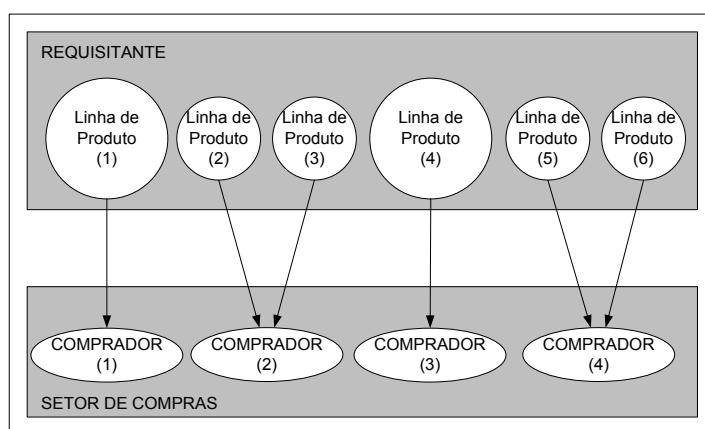 REQUISITANTE
Linha de
Produto
(1)
Linha de
Produto
(2)
Linha de
Produto
(3)
Linha de
Produto
(4)
Linha de
Produto
(5)
Linha de
Produto
(6)
COMPRADOR
(1)
COMPRADOR
(2)
COMPRADOR
(3)
COMPRADOR
(4)
SETOR DE COMPRAS